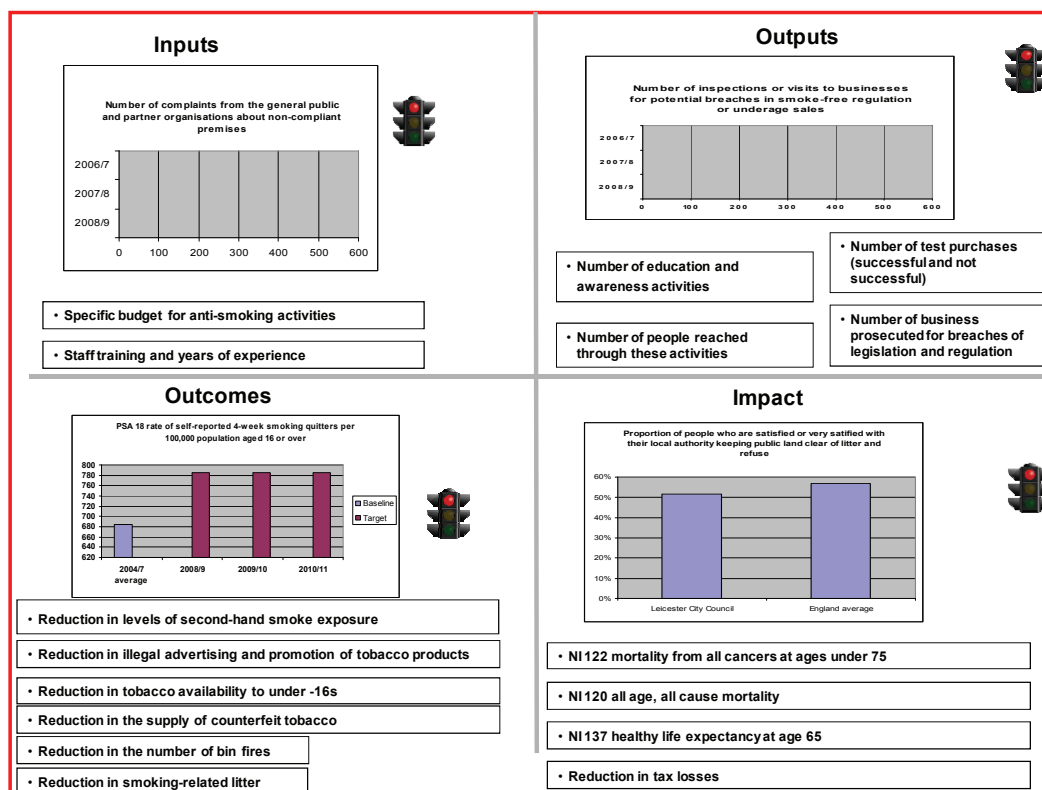 Inputs
Number of complaints from the general public
and partner organisations about non-compliant
premises
2006/7
2007/8
2008/9
0 100 200 300 400 500 600
• Specific budget for anti-smoking activities
• Staff training and years of experience
Outputs
Number of inspections or visits to businesses
for potential breaches in smoke-free regulation
or underage sales
2006/7
2007/8
2008/9
0 100 200 300 400 500 600
• Number of education and
awareness activities
• Number of people reached
through these activities
• Number of test purchases
(successful and not
successful)
• Number of business
prosecuted for breaches of
legislation and regulation
Outcomes
PSA 18 rate of self-reported 4-week smoking quitters per
100,000 population aged 16 or over
800
780
760
740
720
700
680
660
640
620
2004/7
average
2008/9 2009/10 2010/11
Baseline
Target
• Reduction in levels of second-hand smoke exposure
• Reduction in illegal advertising and promotion of tobacco products
• Reduction in tobacco availability to under -16s
• Reduction in the supply of counterfeit tobacco
• Reduction in the number of bin fires
• Reduction in smoking-related litter
Impact
Proportion of people who are satisfied or very satified with
their local authority keeping public land clear of litter and
refuse
60%
50%
40%
30%
20%
10%
0%
Leicester City Council England average
• NI 122 mortality from all cancers at ages under 75
• NI 120 all age, all cause mortality
• NI 137 healthy life expectancy at age 65
• Reduction in tax losses